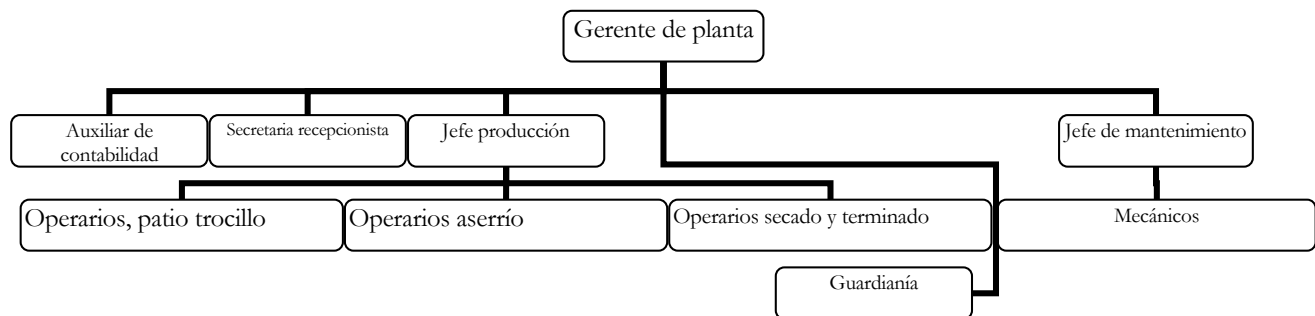 Gerente de planta
Auxiliar de
contabilidad
Secretaria recepcionista
Jefe producción
Jefe de mantenimiento
Operarios, patio trocillo
Operarios aserrío
Operarios secado y terminado
Mecánicos
Guardianía